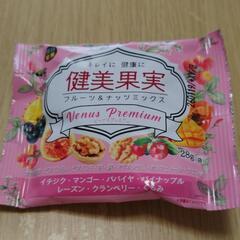 キレイに 健康に
健美果実
フルーツ&ナッツミックス
Venus Premium
28g
イチジク・マンゴー・パパイヤ・パイナップル
レーズン・クランベリー・くるみ